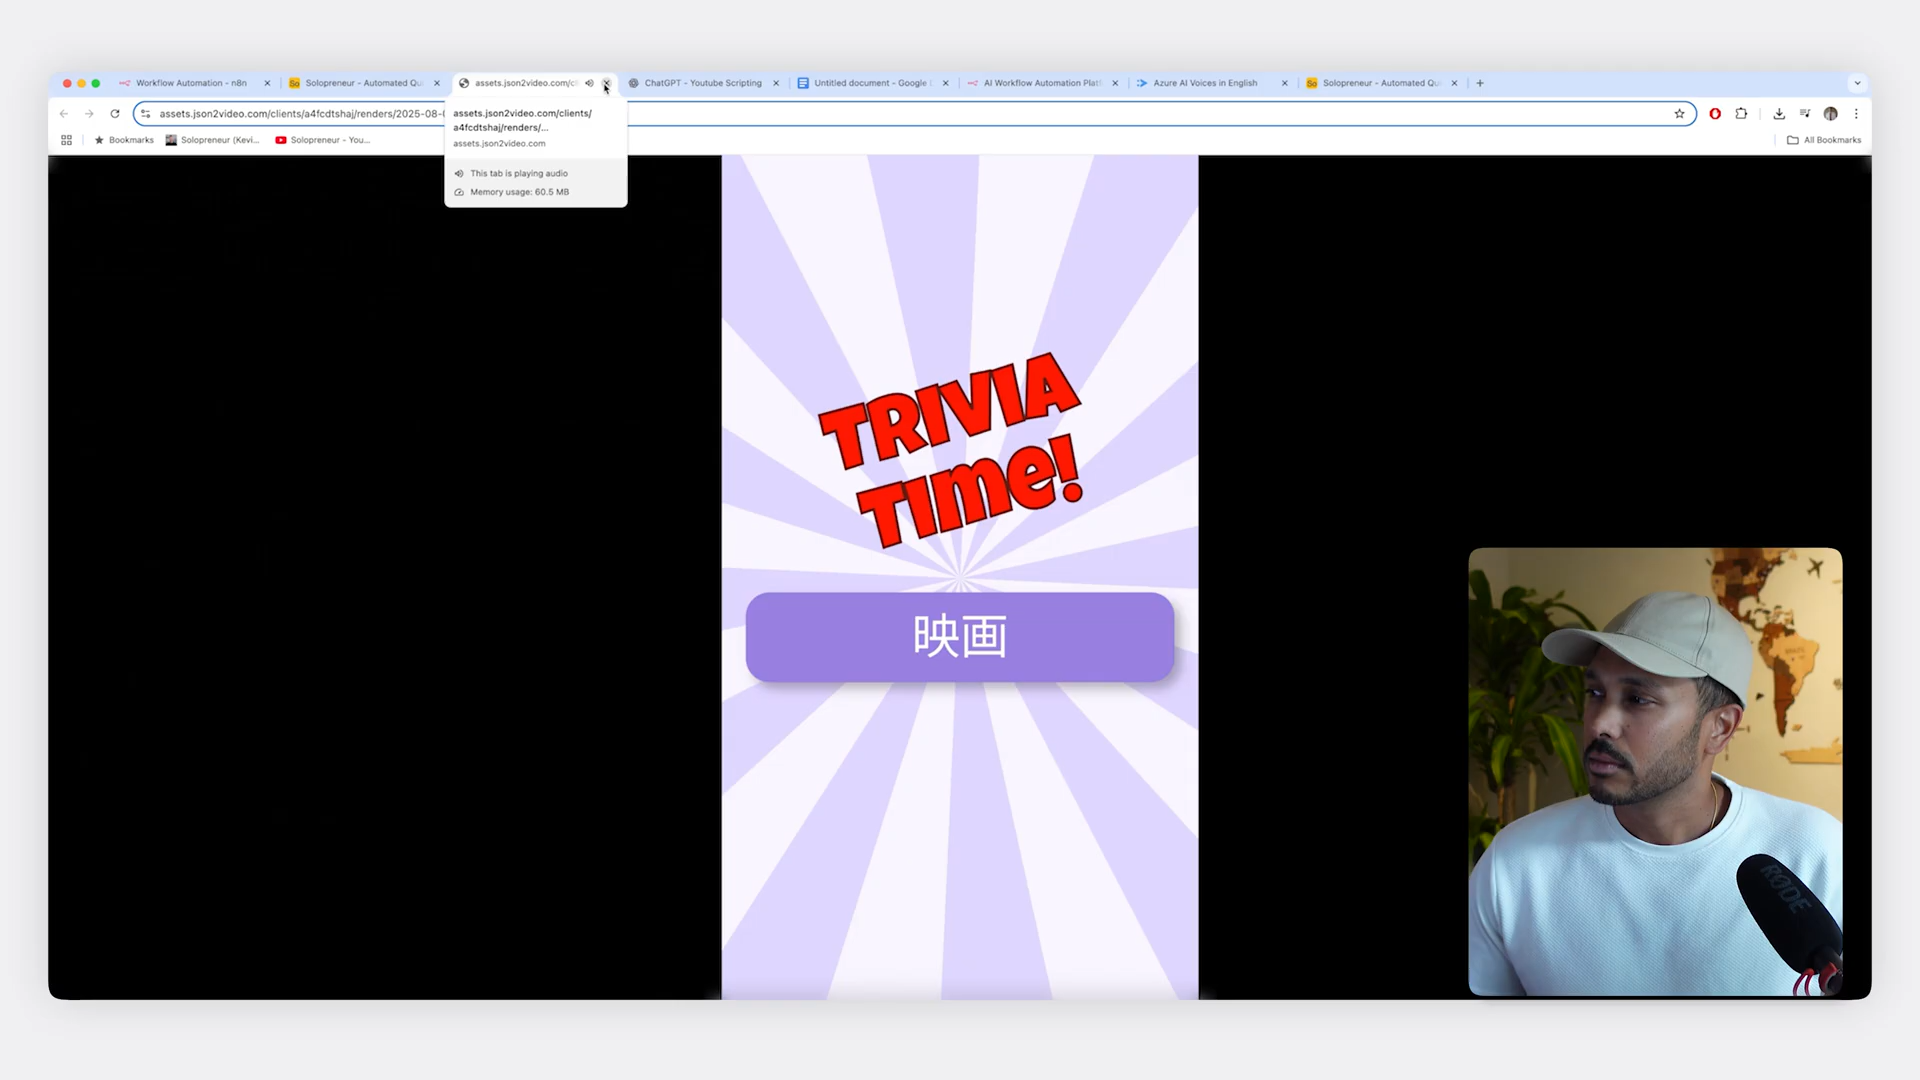 Workflow Automation - n8n
Solopreneur - Automated Qu
assets.json2video.com/cl
ChatGPT - Youtube Scripting
Untitled document - Google D
AI Workflow Automation Platf
Azure AI Voices in English
Solopreneur - Automated Qu
assets.json2video.com/clients/a4fcdtshaj/renders/2025-08-0
Bookmarks
Solopreneur (Kevi...
Solopreneur - You...
All Bookmarks
assets.json2video.com/clients/
a4fcdtshaj/renders/...
assets.json2video.com
This tab is playing audio
Memory usage: 60.5 MB
TRIVIA
TIme!
映画
BRASIL
RØDE